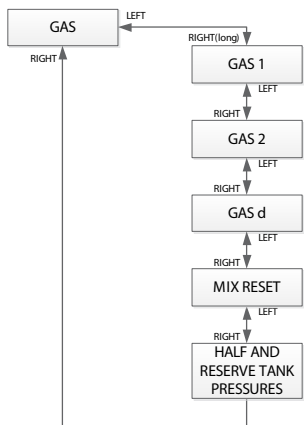 GAS
LEFT
RIGHT(long)
RIGHT
GAS 1
LEFT
RIGHT
GAS 2
LEFT
RIGHT
GAS d
LEFT
RIGHT
MIX RESET
LEFT
RIGHT
HALF AND
RESERVE TANK
PRESSURES